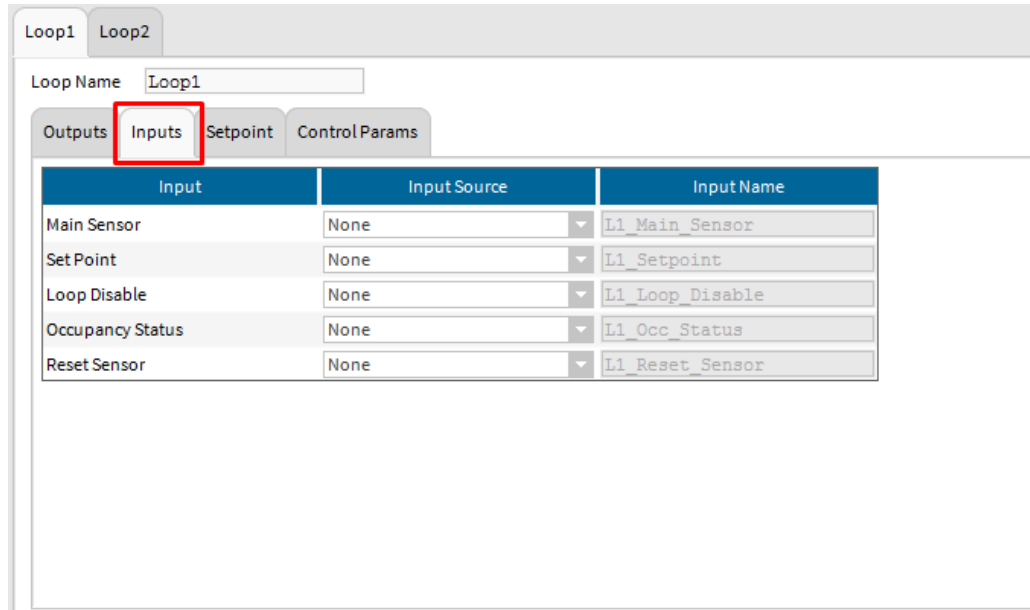 Loop1 Loop2
Loop Name Loop1
Outputs Inputs Setpoint Control Params
Input Input Source Input Name
Main Sensor None L1_Main_Sensor
Set Point None L1_Setpoint
Loop Disable None L1_Loop_Disable
Occupancy Status None L1_Occ_Status
Reset Sensor None L1_Reset_Sensor